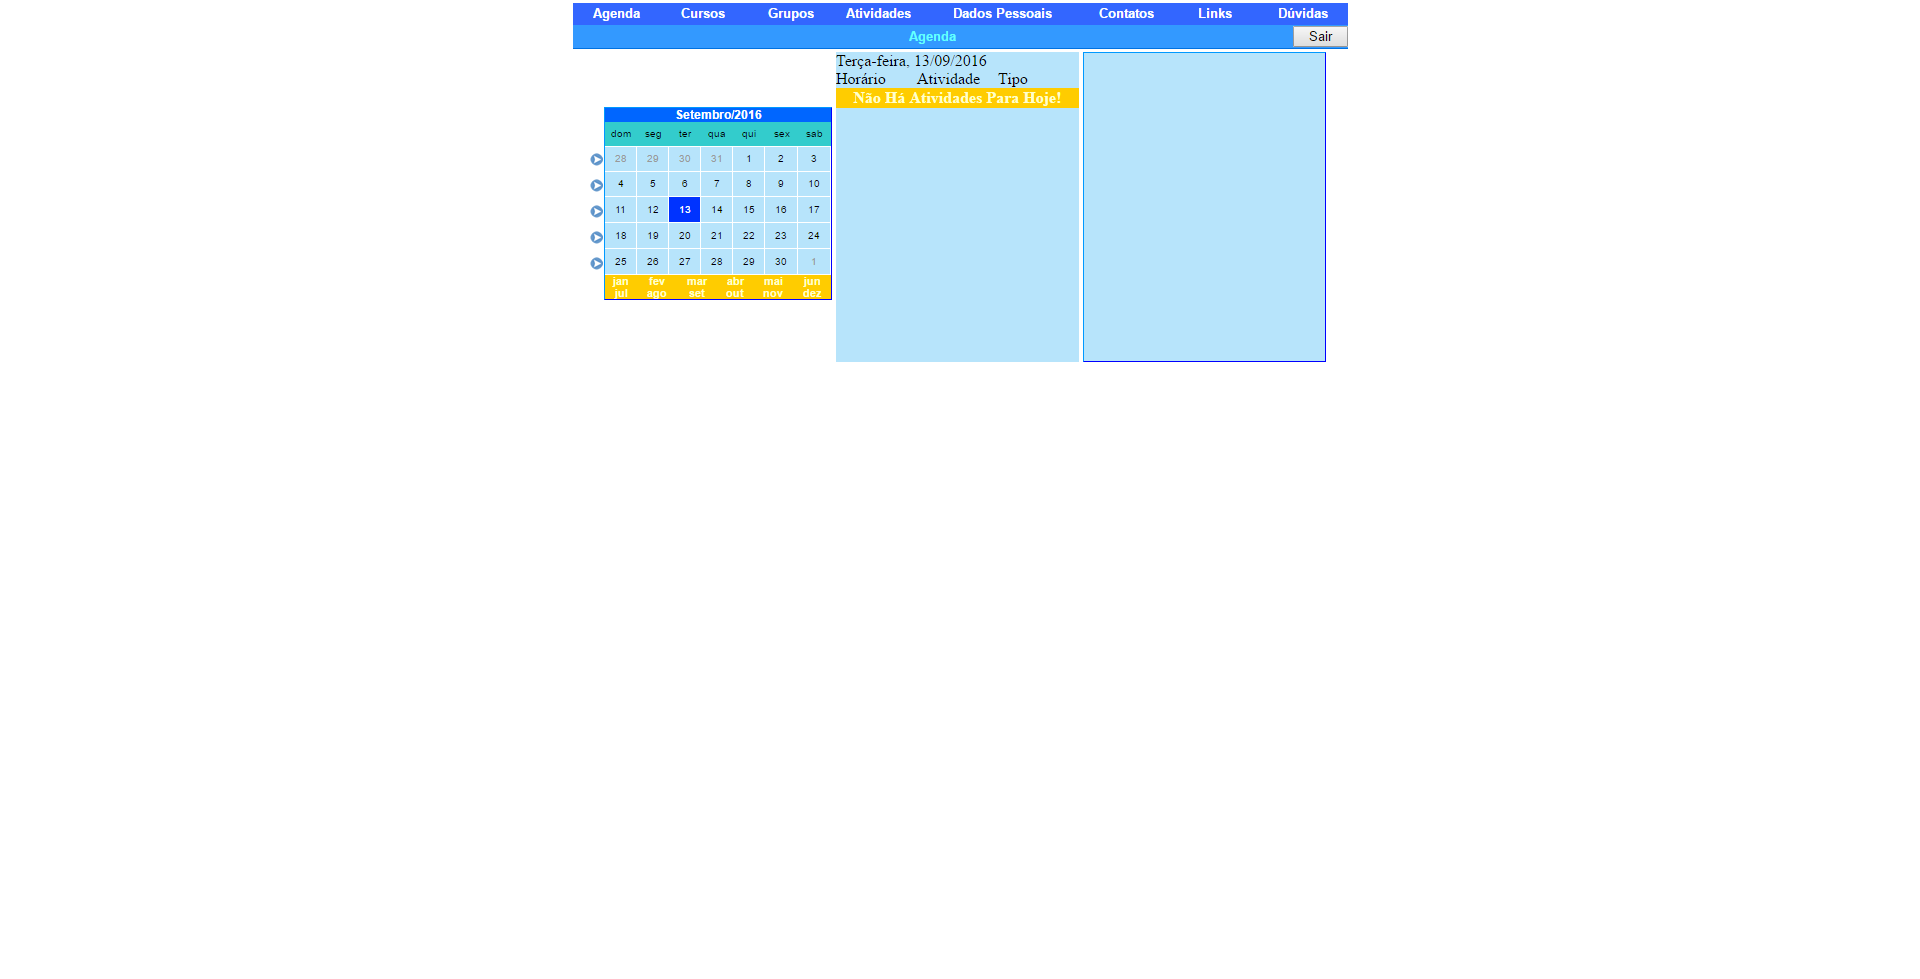 Agenda Cursos Grupos Atividades Dados Pessoais Contatos Links Dúvidas
Agenda Sair
Setembro/2016
dom seg ter qua qui sex sab
28 29 30 31 1 2 3
4 5 6 7 8 9 10
11 12 13 14 15 16 17
18 19 20 21 22 23 24
25 26 27 28 29 30 1
jan fev mar abr mai jun
jul ago set out nov dez
Terça-feira, 13/09/2016
Horário Atividade Tipo
Não Há Atividades Para Hoje!